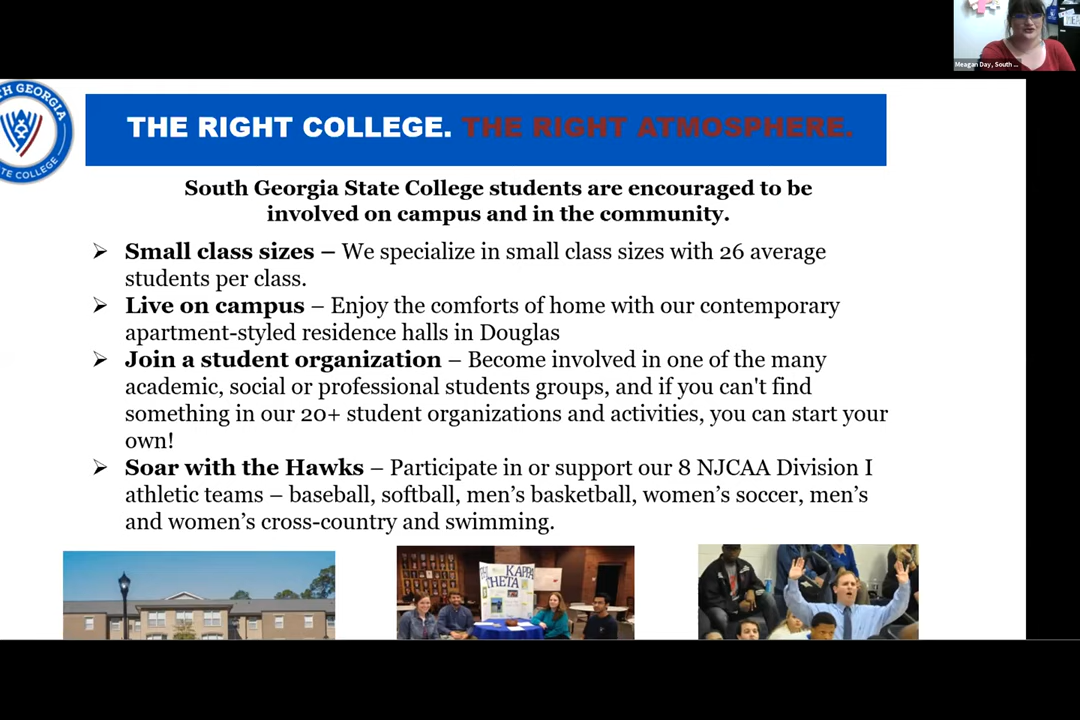 Meagan Day, South ...
TH GEORGIA
TE COLLEGE
THE RIGHT COLLEGE. THE RIGHT ATMOSPHERE.
South Georgia State College students are encouraged to be
involved on campus and in the community.
➢ Small class sizes – We specialize in small class sizes with 26 average
students per class.
➢ Live on campus – Enjoy the comforts of home with our contemporary
apartment-styled residence halls in Douglas
➢ Join a student organization – Become involved in one of the many
academic, social or professional students groups, and if you can't find
something in our 20+ student organizations and activities, you can start your
own!
➢ Soar with the Hawks – Participate in or support our 8 NJCAA Division I
athletic teams – baseball, softball, men’s basketball, women’s soccer, men’s
and women’s cross-country and swimming.
KAPPA
THETA